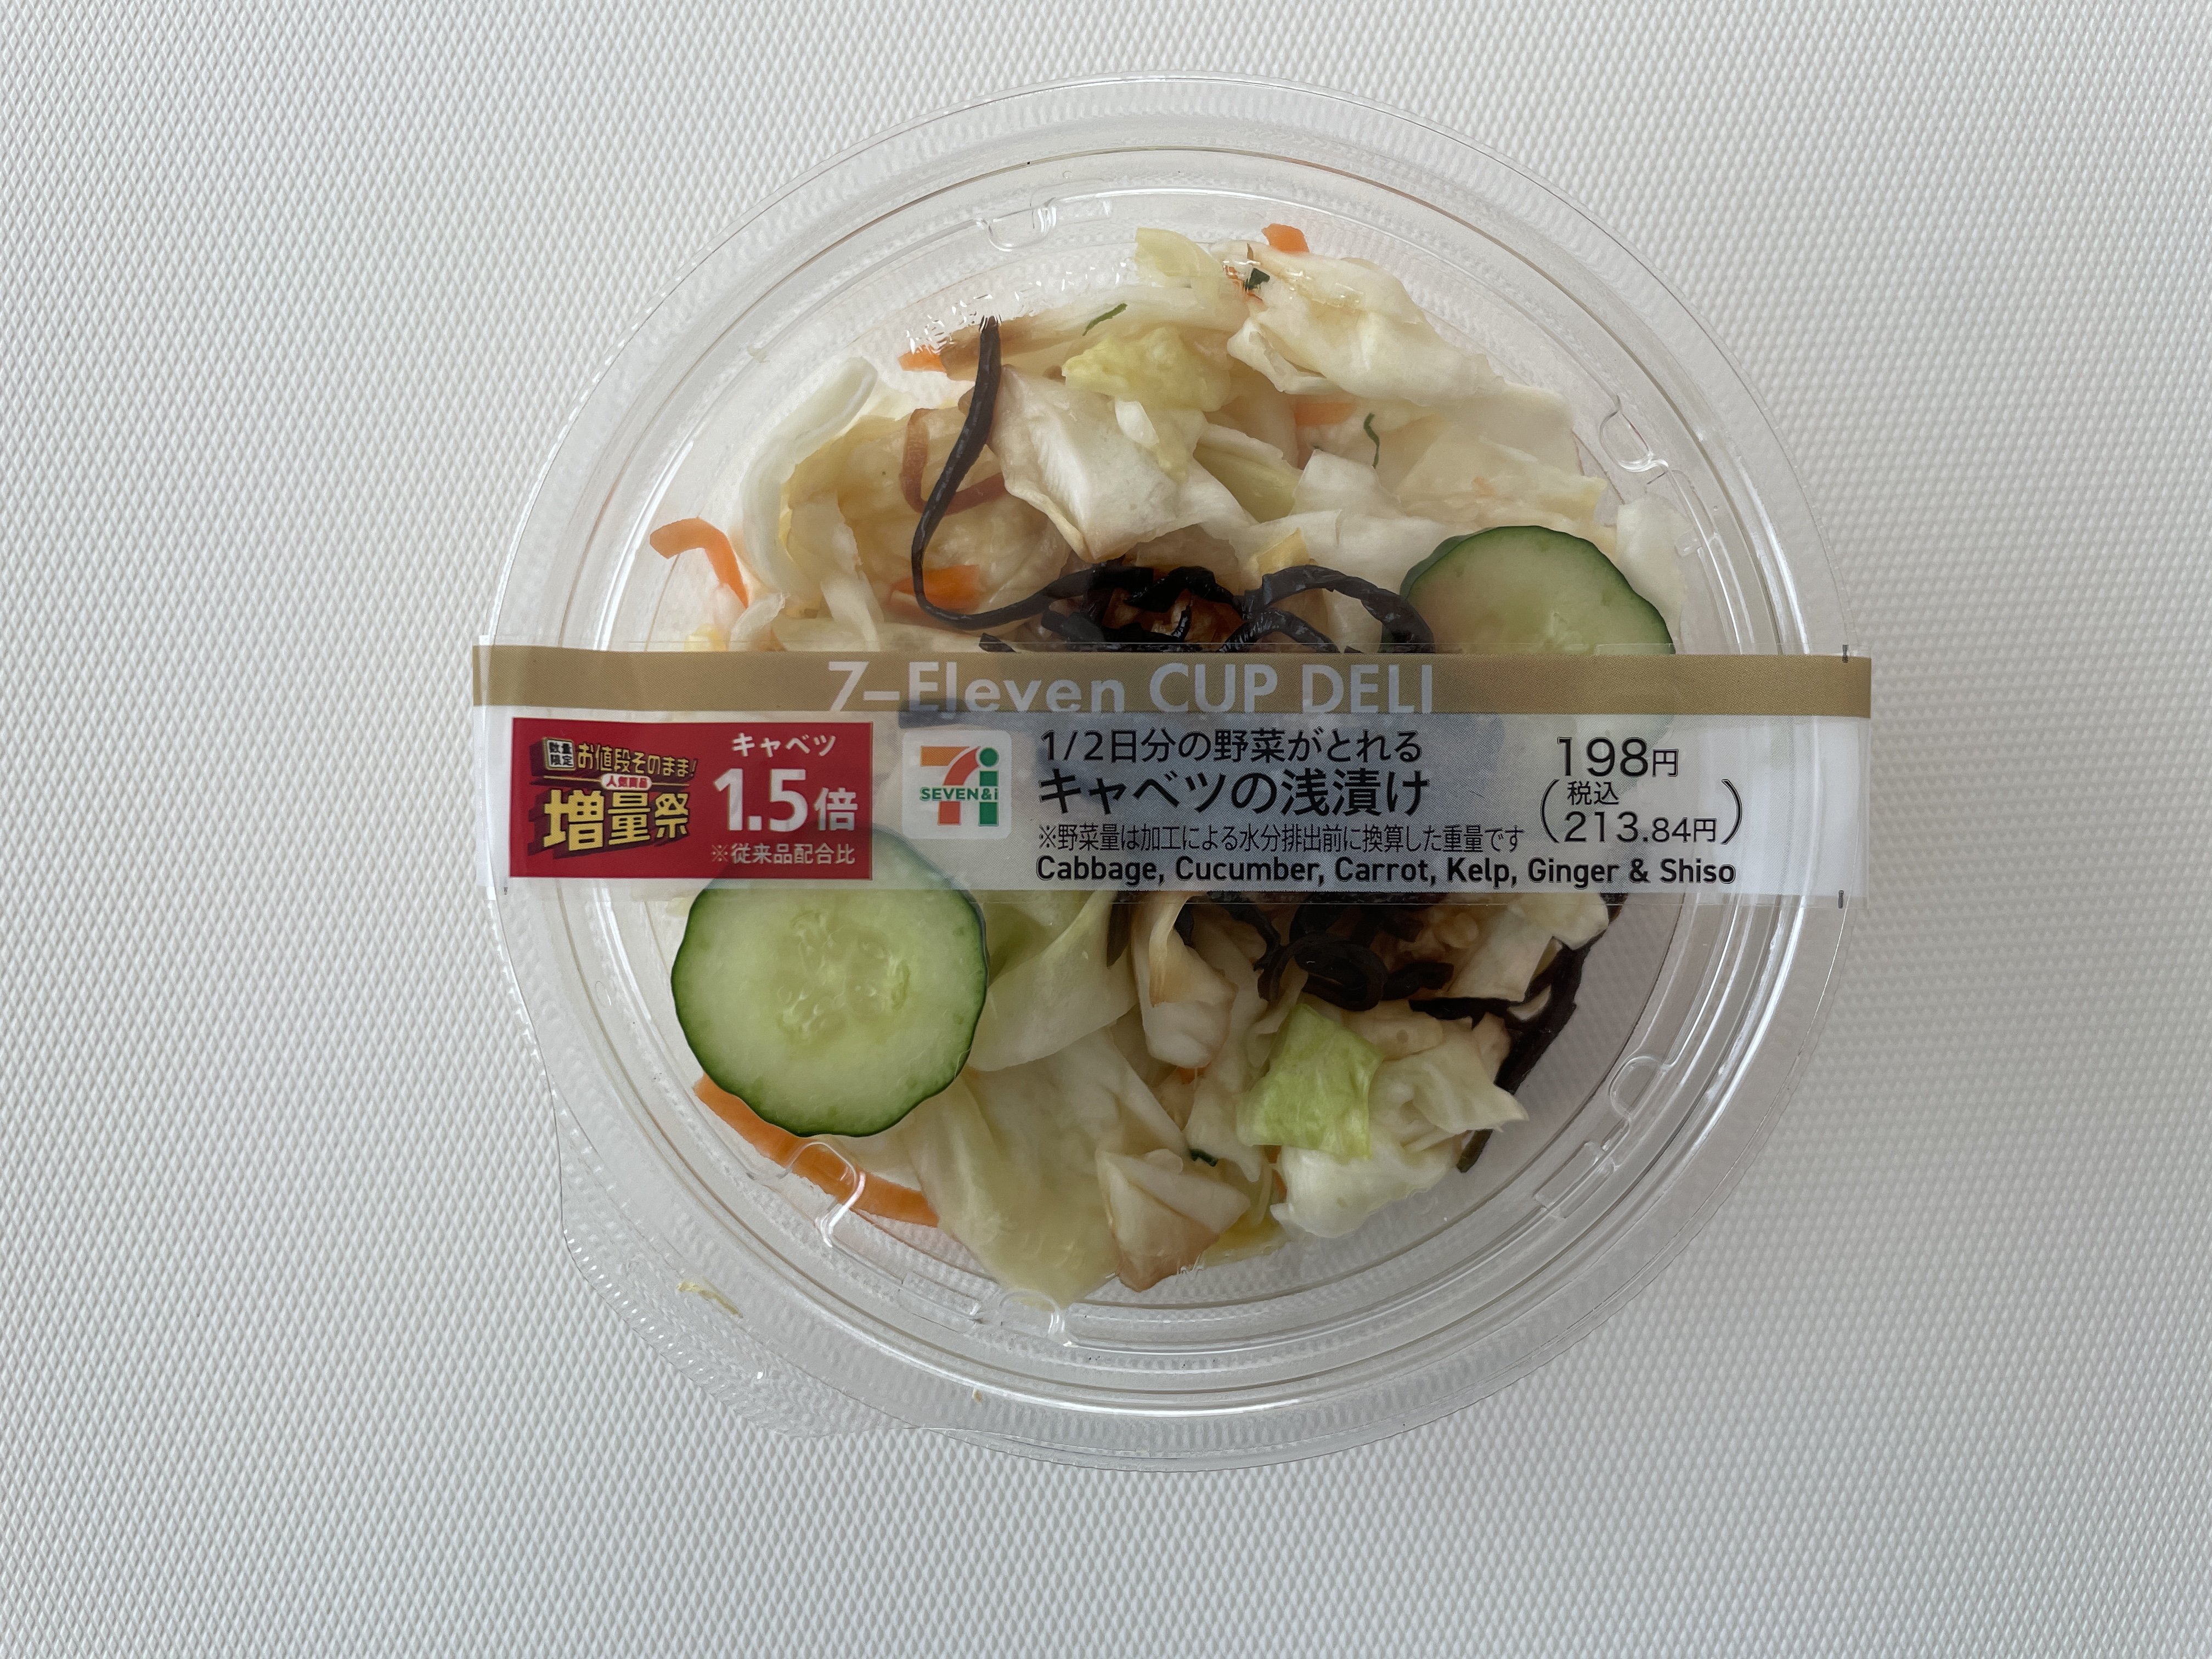 7-Eleven CUP DELI
数量限定
お値段そのまま!
人気商品
増量祭
キャベツ
1.5倍
※従来品配合比
7
SEVEN&i
1/2日分の野菜がとれる
キャベツの浅漬け
※野菜量は加工による水分排出前に換算した重量です
Cabbage, Cucumber, Carrot, Kelp, Ginger & Shiso
198円
(税込
213.84円)